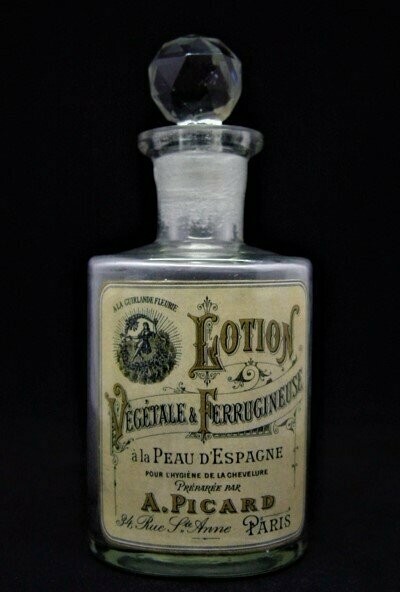 A LA GUIRLANDE FLEURIE
LOTION
VÉGÉTALE & FERRUGINEUSE
à la PEAU D'ESPAGNE
POUR L'HYGIÈNE DE LA CHEVELURE
PRÉPARÉE PAR
A. PICARD
94, Rue Ste Anne PARIS